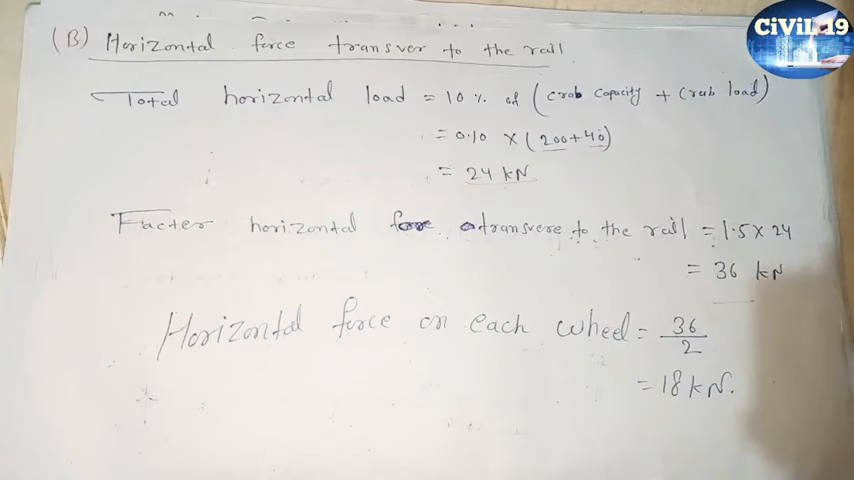 CiViL 19
(B) Horizontal force transver to the rail
Total horizontal load = 10 % of (crab capacity + crab load)
= 0.10 × (200+40)
= 24 kN
Facter horizontal force transvere to the rail = 1.5 × 24
= 36 kN
Horizontal force on each wheel = 36/2
= 18 kN.